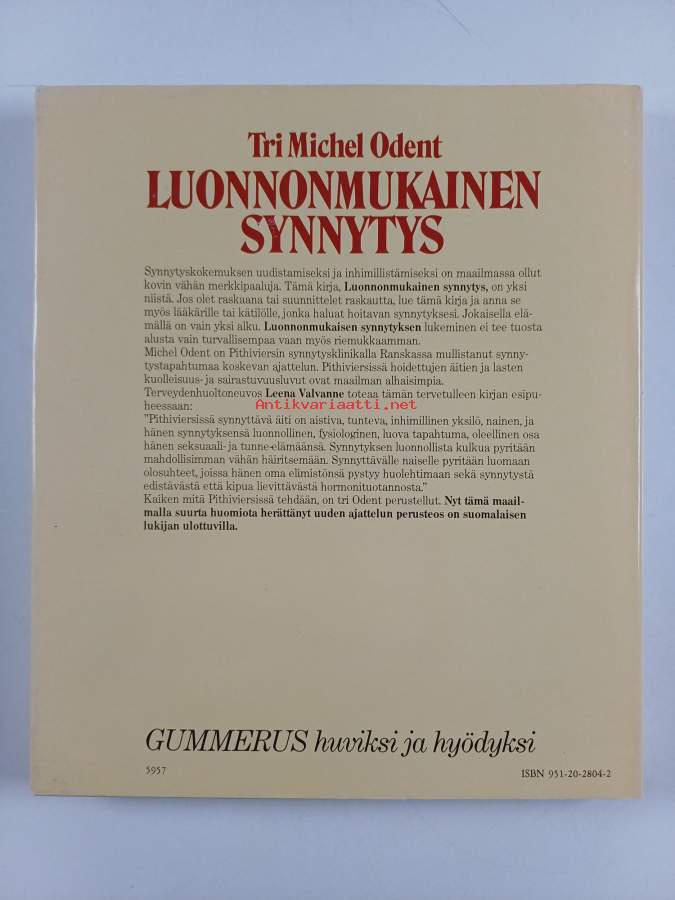 Tri Michel Odent
LUONNONMUKAINEN
SYNNYTYS
Synnytyskokemuksen uudistamiseksi ja inhimillistämiseksi on maailmassa ollut
kovin vähän merkkipaaluja. Tämä kirja, Luonnonmukainen synnytys, on yksi
niistä. Jos olet raskaana tai suunnittelet raskautta, lue tämä kirja ja anna se
myös lääkärille tai kätilölle, jonka haluat hoitavan synnytyksesi. Jokaisella elä-
mällä on vain yksi alku. Luonnonmukaisen synnytyksen lukeminen ei tee tuosta
alusta vain turvallisempaa vaan myös riemukkaamman.
Michel Odent on Pithiviersin synnytysklinikalla Ranskassa mullistanut synny-
tystapahtumaa koskevan ajattelun. Pithiviersissä hoidettujen äitien ja lasten
kuolleisuus- ja sairastuvuusluvut ovat maailman alhaisimpia.
Terveydenhuoltoneuvos Leena Valvanne toteaa tämän tervetulleen kirjan esipu-
heessaan:
Antikvariaatti.net
"Pithiviersissä synnyttävä äiti on aistiva, tunteva, inhimillinen yksilö, nainen, ja
hänen synnytyksensä luonnollinen, fysiologinen, luova tapahtuma, oleellinen osa
hänen seksuaali- ja tunne-elämäänsä. Synnytyksen luonnollista kulkua pyritään
mahdollisimman vähän häiritsemään. Synnyttävälle naiselle pyritään luomaan
olosuhteet, joissa hänen oma elimistönsä pystyy huolehtimaan sekä synnytystä
edistävästä että kipua lievittävästä hormonituotannosta."
Kaiken mitä Pithiviersissä tehdään, on tri Odent perustellut. Nyt tämä maail-
malla suurta huomiota herättänyt uuden ajattelun perusteos on suomalaisen
lukijan ulottuvilla.
GUMMERUS huviksi ja hyödyksi
5957
ISBN 951-20-2804-2